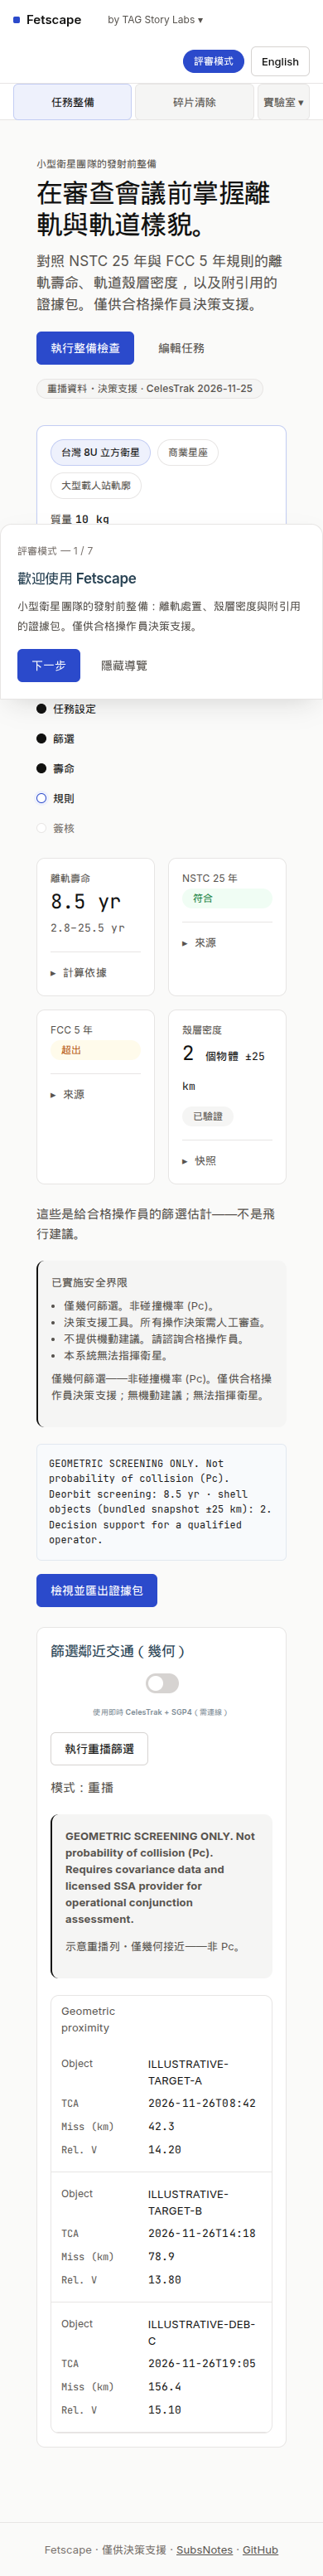 Fetscape
by TAG Story Labs ▾
評審模式
English
任務整備
碎片清除
實驗室 ▾
小型衛星團隊的發射前整備
在審查會議前掌握離
軌與軌道樣貌。
對照 NSTC 25 年與 FCC 5 年規則的離
軌壽命、軌道殼層密度，以及附引用的
證據包。僅供合格操作員決策支援。
執行整備檢查
編輯任務
重播資料・決策支援 · CelesTrak 2026-11-25
台灣 8U 立方衛星
商業星座
大型載人站軌廓
質量 10 kg
評審模式 — 1 / 7
歡迎使用 Fetscape
小型衛星團隊的發射前整備：離軌處置、殼層密度與附引用
的證據包。僅供合格操作員決策支援。
下一步
隱藏導覽
任務設定
篩選
壽命
規則
簽核
離軌壽命
8.5 yr
2.8–25.5 yr
▸ 計算依據
NSTC 25 年
符合
▸ 來源
FCC 5 年
超出
▸ 來源
殼層密度
2 個物體 ±25
km
已驗證
▸ 快照
這些是給合格操作員的篩選估計——不是飛
行建議。
已實施安全界限
• 僅幾何篩選。非碰撞機率 (Pc)。
• 決策支援工具。所有操作決策需人工審查。
• 不提供機動建議。請諮詢合格操作員。
• 本系統無法指揮衛星。
僅幾何篩選——非碰撞機率 (Pc)。僅供合格操
作員決策支援；無機動建議；無法指揮衛星。
GEOMETRIC SCREENING ONLY. Not
probability of collision (Pc).
Deorbit screening: 8.5 yr · shell
objects (bundled snapshot ±25 km): 2.
Decision support for a qualified
operator.
檢視並匯出證據包
篩選鄰近交通（幾何）
使用即時 CelesTrak + SGP4（需連線）
執行重播篩選
模式：重播
GEOMETRIC SCREENING ONLY. Not
probability of collision (Pc).
Requires covariance data and
licensed SSA provider for
operational conjunction
assessment.
示意重播列・僅幾何接近——非 Pc。
Geometric
proximity
Object ILLUSTRATIVE-
TARGET-A
TCA 2026-11-26T08:42
Miss (km) 42.3
Rel. V 14.20
Object ILLUSTRATIVE-
TARGET-B
TCA 2026-11-26T14:18
Miss (km) 78.9
Rel. V 13.80
Object ILLUSTRATIVE-DEB-
C
TCA 2026-11-26T19:05
Miss (km) 156.4
Rel. V 15.10
Fetscape · 僅供決策支援 · SubsNotes · GitHub